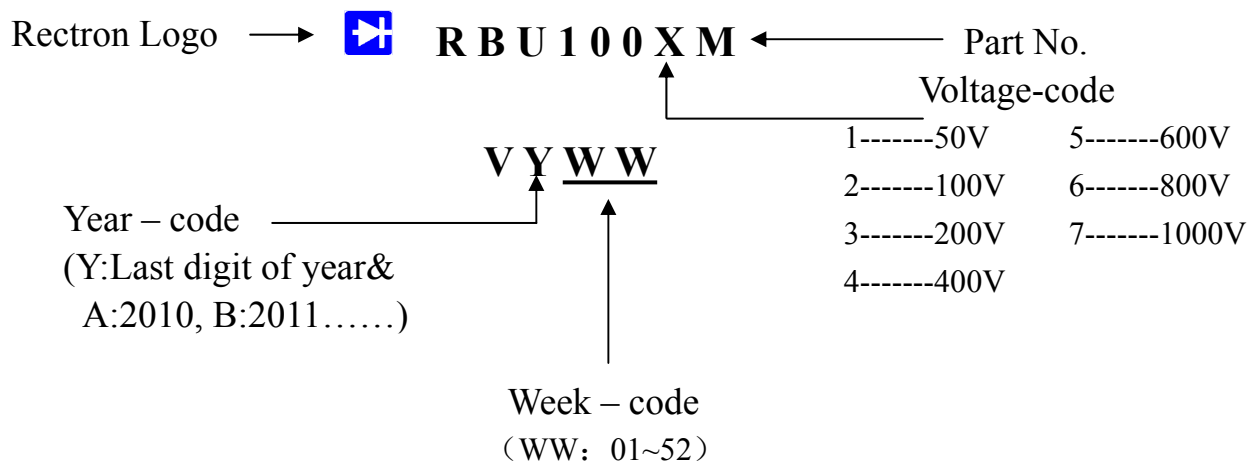 Rectron Logo R B U 1 0 0 X M Part No.
Voltage-code
1-------50V 5-------600V
V Y W W
2-------100V 6-------800V
Year – code
3-------200V 7-------1000V
(Y:Last digit of year&
4-------400V
A:2010, B:2011……)
Week – code
（WW：01~52）